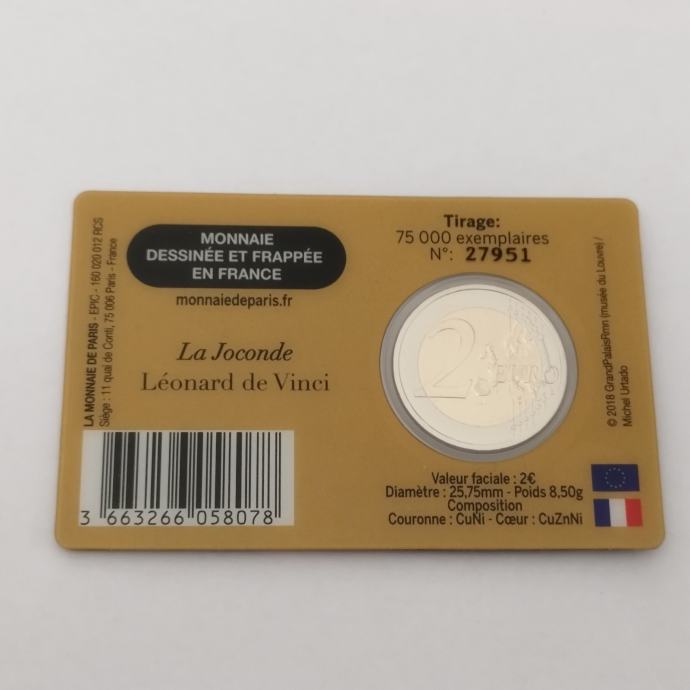 LA MONNAIE DE PARIS - EPIC - 160 020 012 RCS
Siège : 11 quai de Conti, 75 006 Paris - France
MONNAIE
DESSINÉE ET FRAPPÉE
EN FRANCE
monnaiedeparis.fr
La Joconde
Léonard de Vinci
3 663266 058078
Tirage:
75 000 exemplaires
N°: 27951
2 EURO
© 2018 GrandPalaisRmn (musée du Louvre) /
Michel Urtado
Valeur faciale : 2€
Diamètre : 25,75mm - Poids 8,50g
Composition
Couronne : CuNi - Cœur : CuZnNi